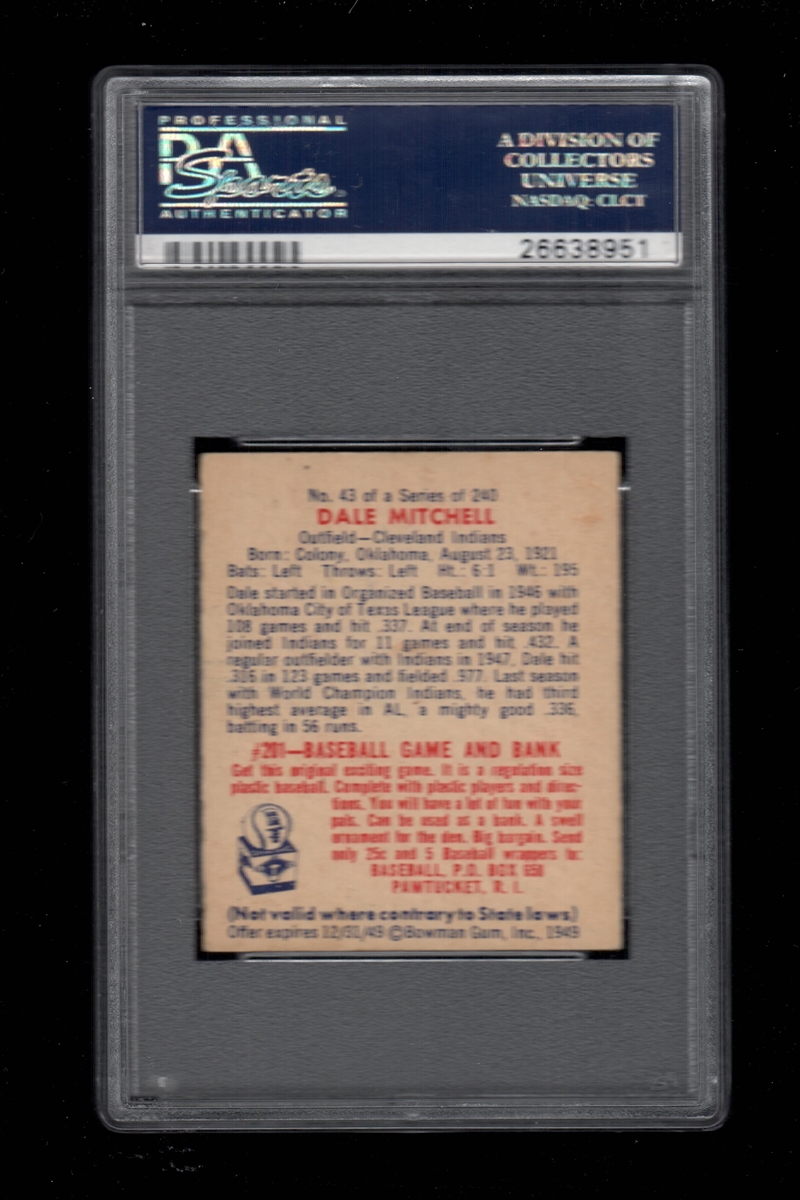 PROFESSIONAL
PSA
Sports
AUTHENTICATOR
A DIVISION OF
COLLECTORS
UNIVERSE
NASDAQ: CLCT
26638951
No. 43 of a Series of 240
DALE MITCHELL
Outfield—Cleveland Indians
Born: Colony, Oklahoma, August 23, 1921
Bats: Left Throws: Left Ht.: 6:1 Wt.: 195
Dale started in Organized Baseball in 1946 with
Oklahoma City of Texas League where he played
108 games and hit .337. At end of season he
joined Indians for 11 games and hit .432. A
regular outfielder with Indians in 1947, Dale hit
.316 in 123 games and fielded .977. Last season
with World Champion Indians, he had third
highest average in AL, a mighty good .336,
batting in 56 runs.
#201—BASEBALL GAME AND BANK
Get this original exciting game. It is a regulation size
plastic baseball. Complete with plastic players and direc-
tions. You will have a lot of fun with your
pals. Can be used as a bank. A swell
ornament for the den. Big bargain. Send
only 25c and 5 Baseball wrappers to:
BASEBALL, P.O. BOX 650
PAWTUCKET, R. I.
(Not valid where contrary to State laws)
Offer expires 12/31/49 ©Bowman Gum, Inc., 1949